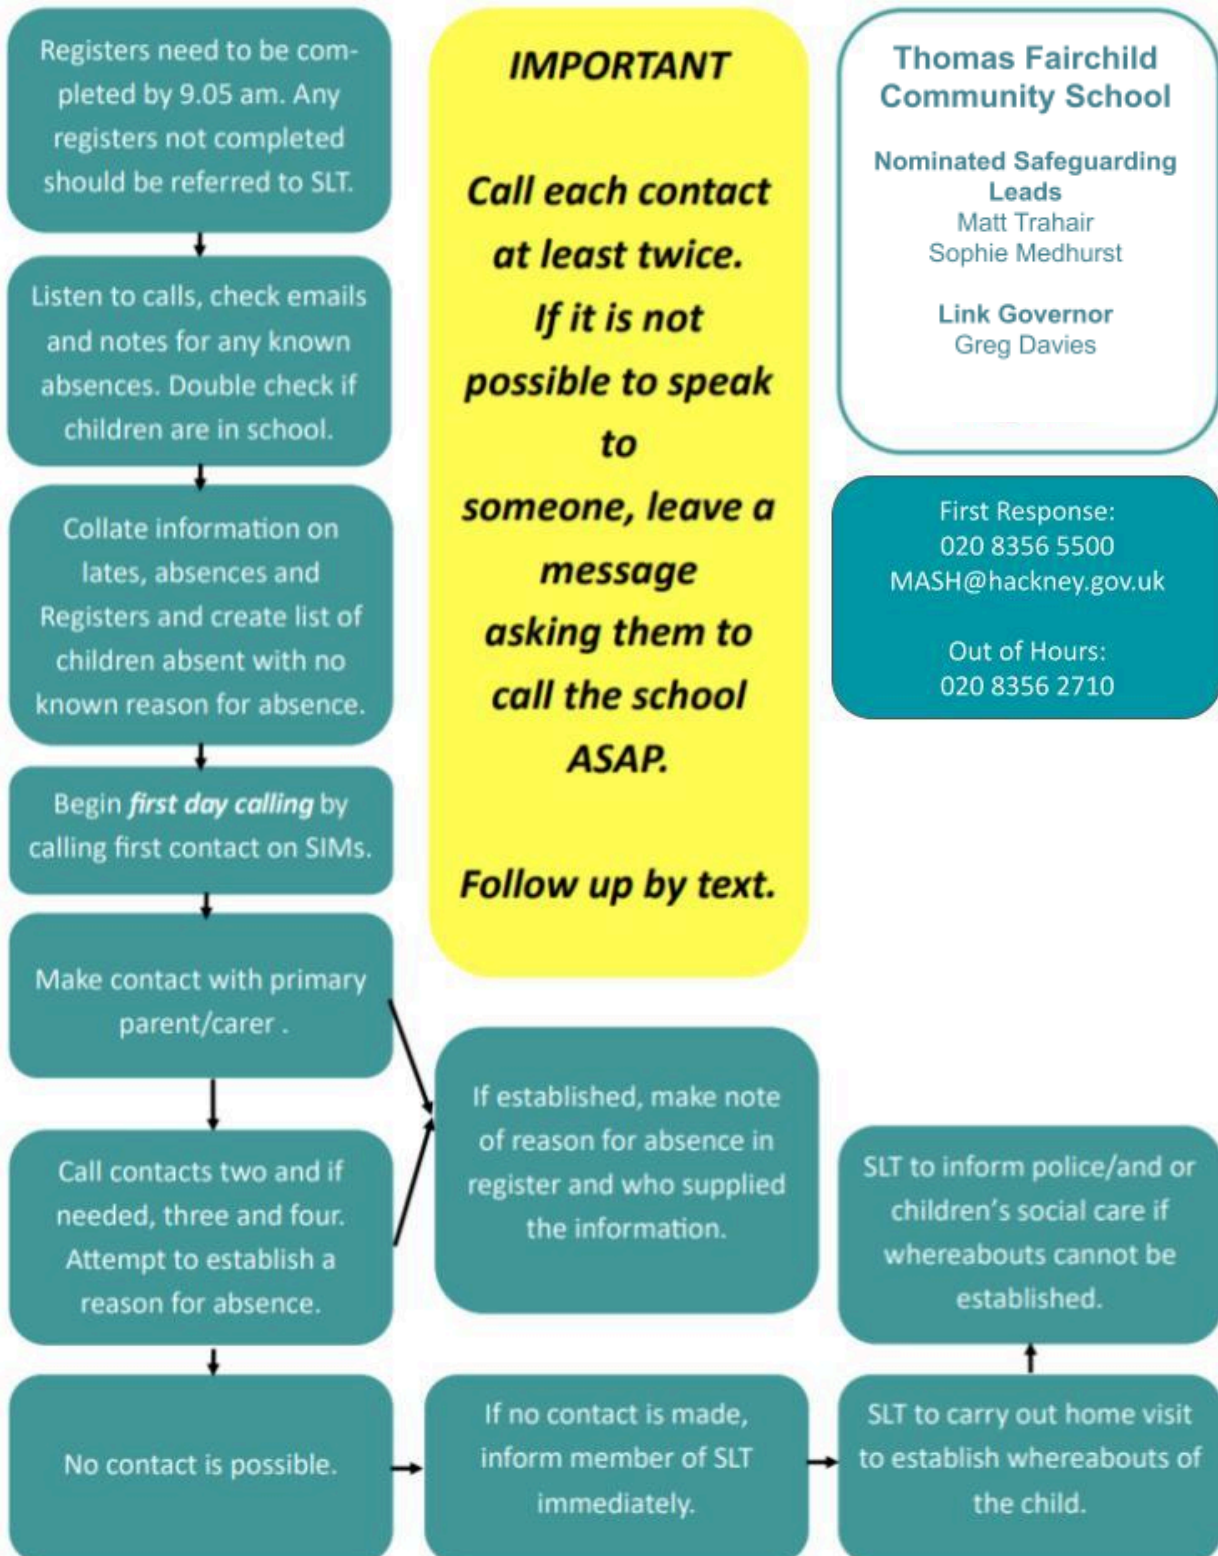 Registers need to be com-
pleted by 9.05 am. Any
registers not completed
should be referred to SLT.
Listen to calls, check emails
and notes for any known
absences. Double check if
children are in school.
Collate information on
lates, absences and
Registers and create list of
children absent with no
known reason for absence.
Begin first day calling by
calling first contact on SIMs.
Make contact with primary
parent/carer .
Call contacts two and if
needed, three and four.
Attempt to establish a
reason for absence.
No contact is possible.
IMPORTANT
Call each contact
at least twice.
If it is not
possible to speak
to
someone, leave a
message
asking them to
call the school
ASAP.
Follow up by text.
If established, make note
of reason for absence in
register and who supplied
the information.
If no contact is made,
inform member of SLT
immediately.
Thomas Fairchild
Community School
Nominated Safeguarding
Leads
Matt Trahair
Sophie Medhurst
Link Governor
Greg Davies
First Response:
020 8356 5500
MASH@hackney.gov.uk
Out of Hours:
020 8356 2710
SLT to inform police/and or
children’s social care if
whereabouts cannot be
established.
SLT to carry out home visit
to establish whereabouts of
the child.